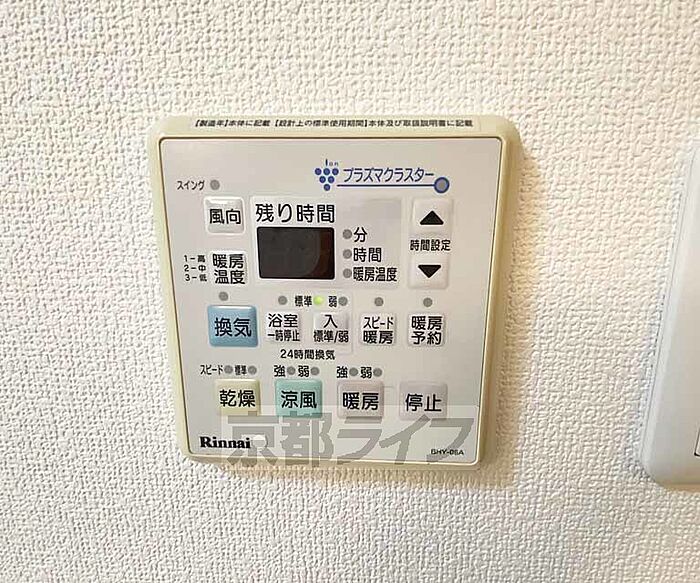 【製造年】本体に記載 【設計上の標準使用期間】本体及び取扱説明書に記載
ion
プラズマクラスター
スイング
風向
残り時間
分
時間
暖房温度
時間設定
1-高
2-中
3-低
暖房
温度
標準 弱
換気
浴室
一時停止
入
標準/弱
スピード
暖房
暖房
予約
24時間換気
スピード 標準
強 弱
強 弱
乾燥
涼風
暖房
停止
Rinnai
BHY-06A
京都ライフ